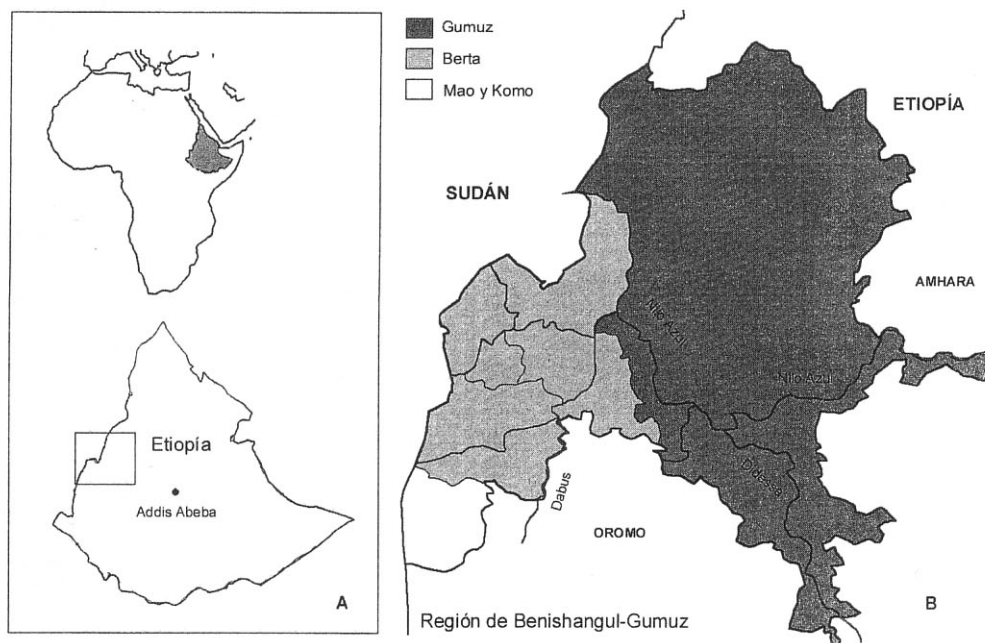 Etiopía
Addis Abeba
A
Gumuz
Berta
Mao y Komo
ETIOPÍA
SUDÁN
AMHARA
Nilo Azul
Nilo Azul
Dabus
OROMO
Región de Benishangul-Gumuz
B